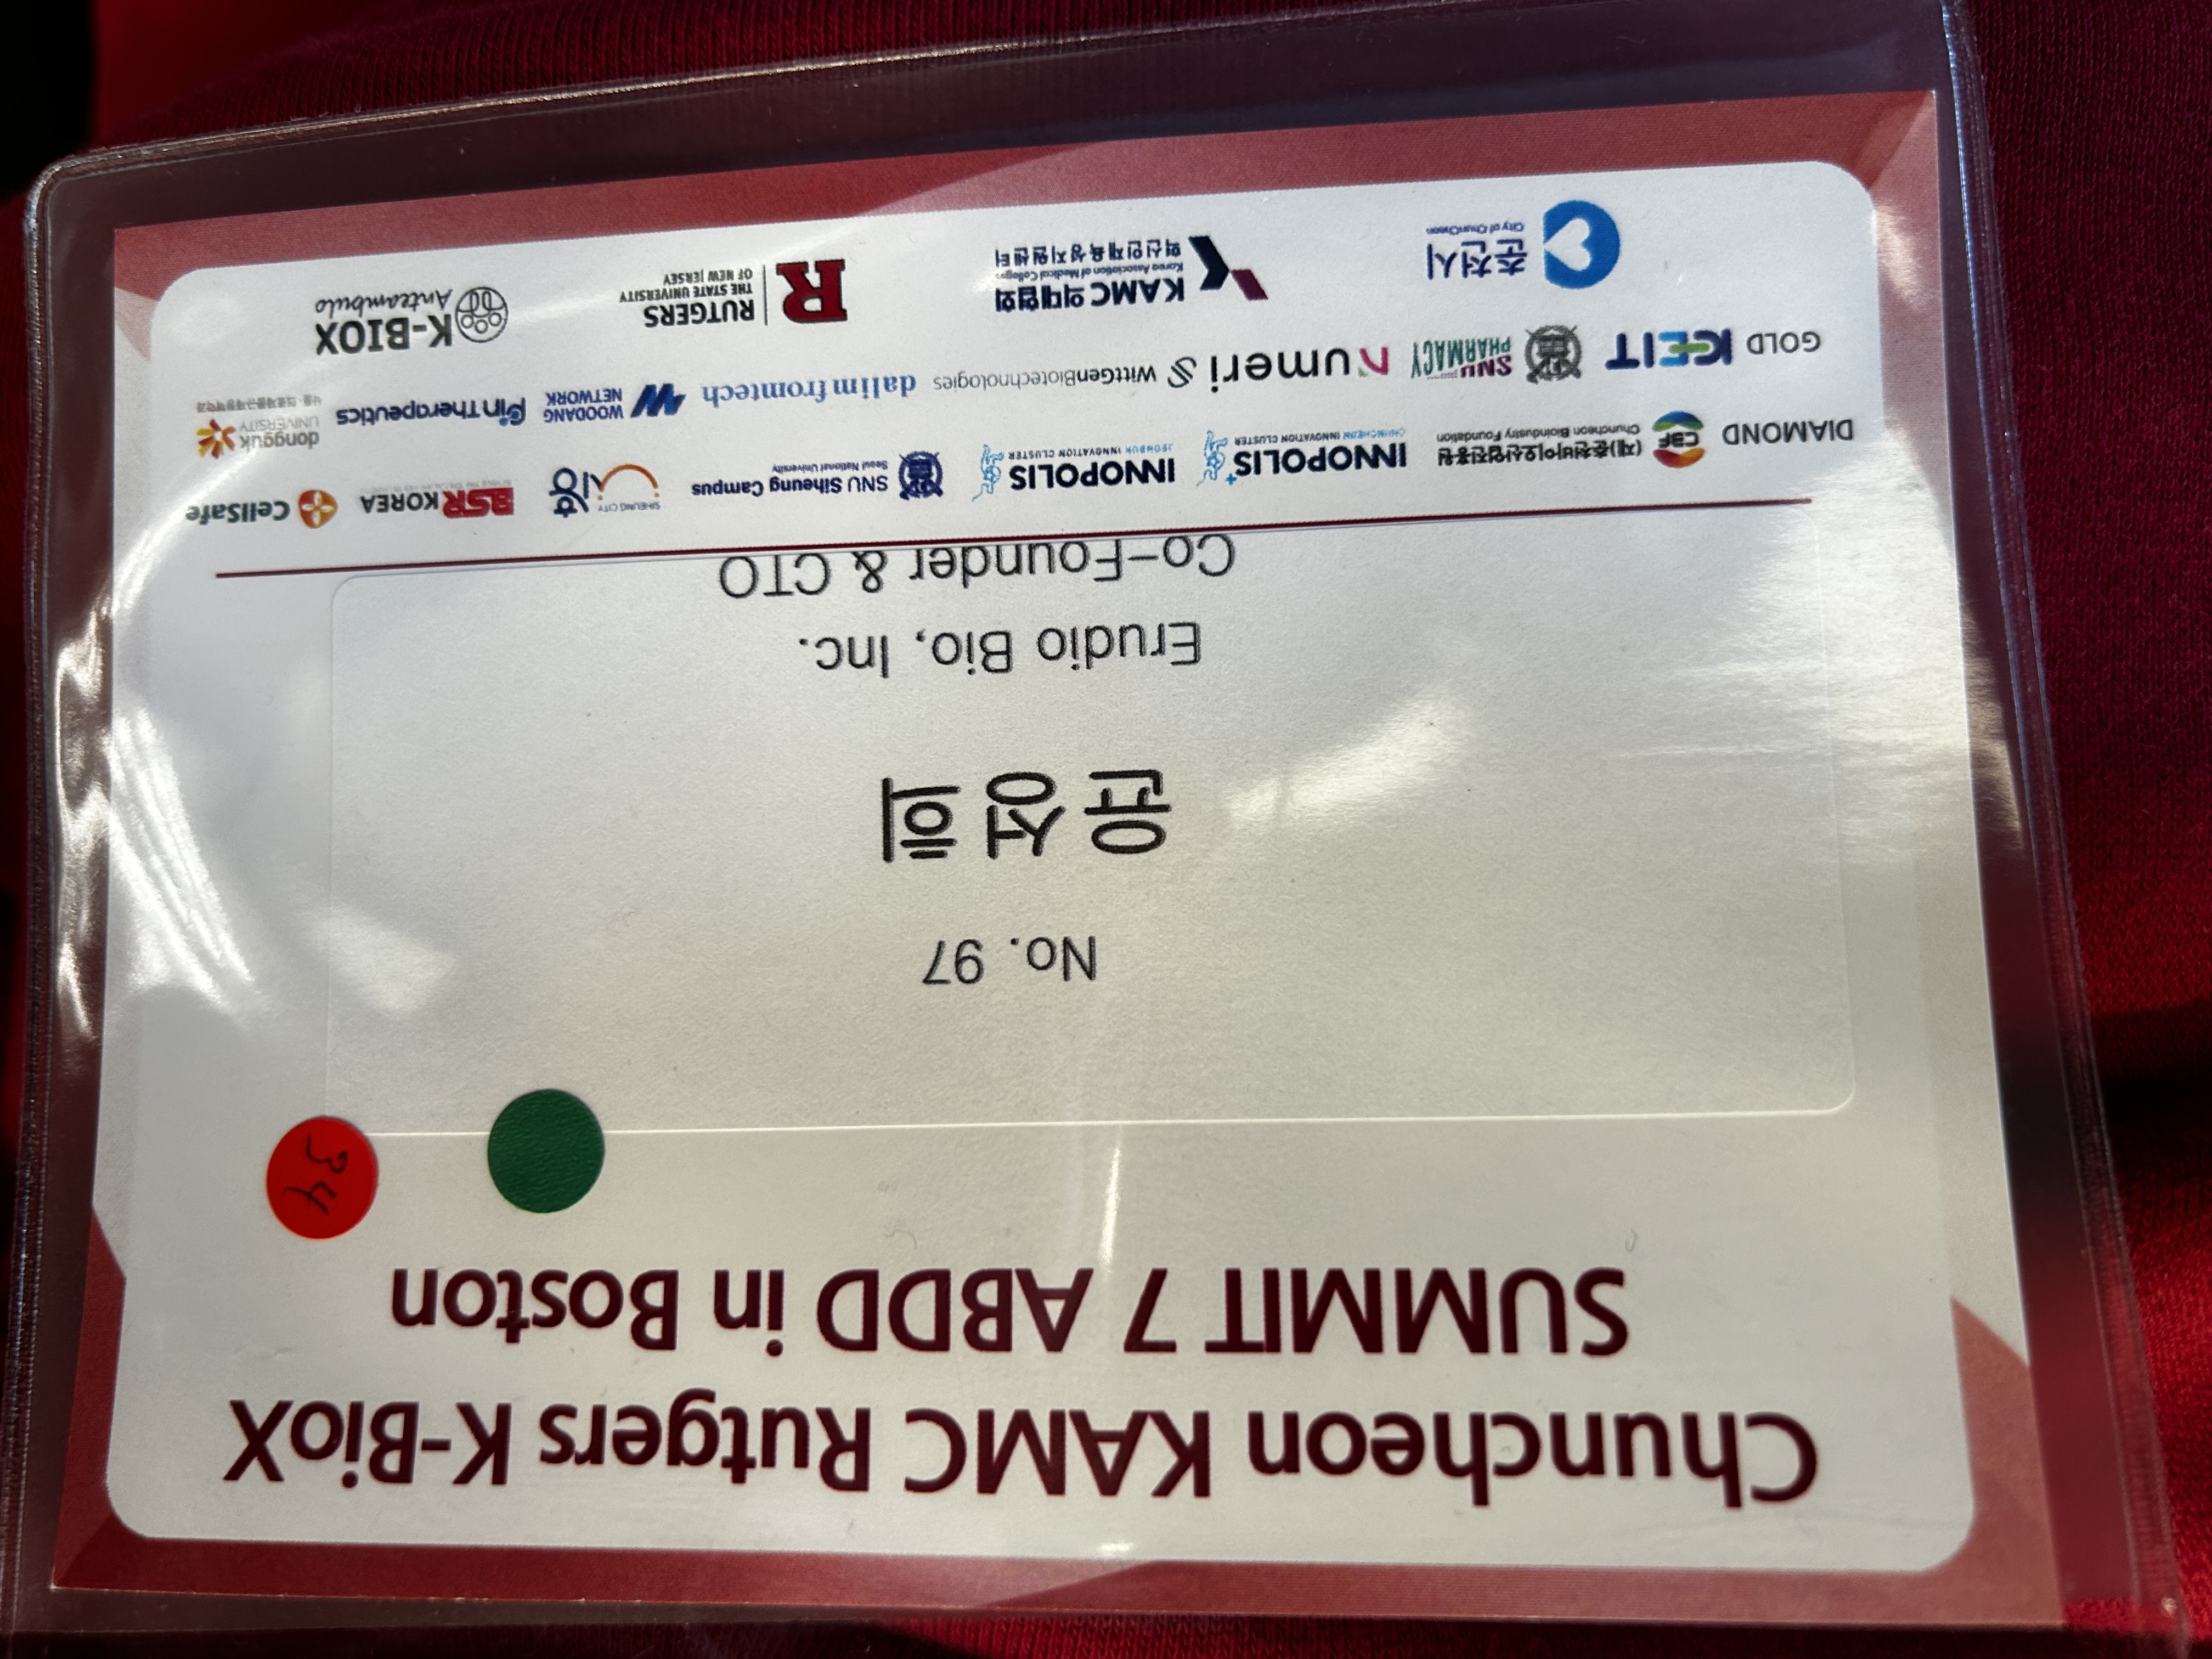 Chuncheon KAMC Rutgers K-BioX
SUMMIT 7 ABDD in Boston
34
No. 97
윤성희
Erudio Bio, Inc.
Co-Founder & CTO
DIAMOND CBF (재)춘천바이오산업진흥원 Chuncheon Bioindustry Foundation
INNOPOLIS+ CHUNCHEON INNOVATION CLUSTER
INNOPOLIS JEONBUK INNOVATION CLUSTER
SNU Siheung Campus Seoul National University
SIHEUNG CITY 시흥
BSR KOREA
CellSafe
GOLD KEIT
SNU PHARMACY
numeri
WittGenBiotechnologies
dalimfromtech
WOODANG NETWORK
PinTherapeutics
dongguk UNIVERSITY
춘천시 City of ChunCheon
KAMC 의대협회
Korea Association of Medical Colleges
혁신인재육성지원센터
R RUTGERS
THE STATE UNIVERSITY
OF NEW JERSEY
K-BIOX
Anteambulo